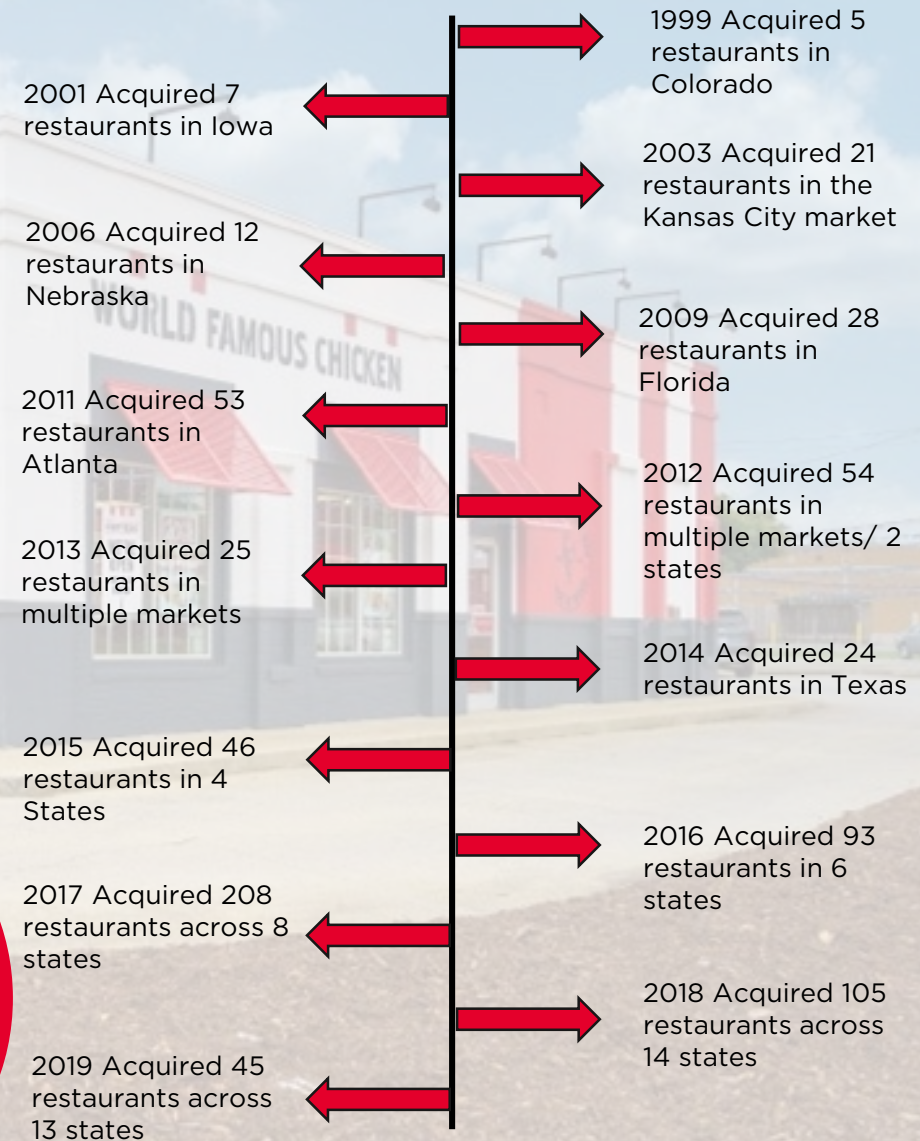 1999 Acquired 5
restaurants in
Colorado
2001 Acquired 7
restaurants in Iowa
2003 Acquired 21
restaurants in the
Kansas City market
2006 Acquired 12
restaurants in
Nebraska
WORLD FAMOUS CHICKEN
2009 Acquired 28
restaurants in
Florida
2011 Acquired 53
restaurants in
Atlanta
2012 Acquired 54
restaurants in
multiple markets/ 2
states
2013 Acquired 25
restaurants in
multiple markets
2014 Acquired 24
restaurants in Texas
2015 Acquired 46
restaurants in 4
States
2016 Acquired 93
restaurants in 6
states
2017 Acquired 208
restaurants across 8
states
2018 Acquired 105
restaurants across
14 states
2019 Acquired 45
restaurants across
13 states